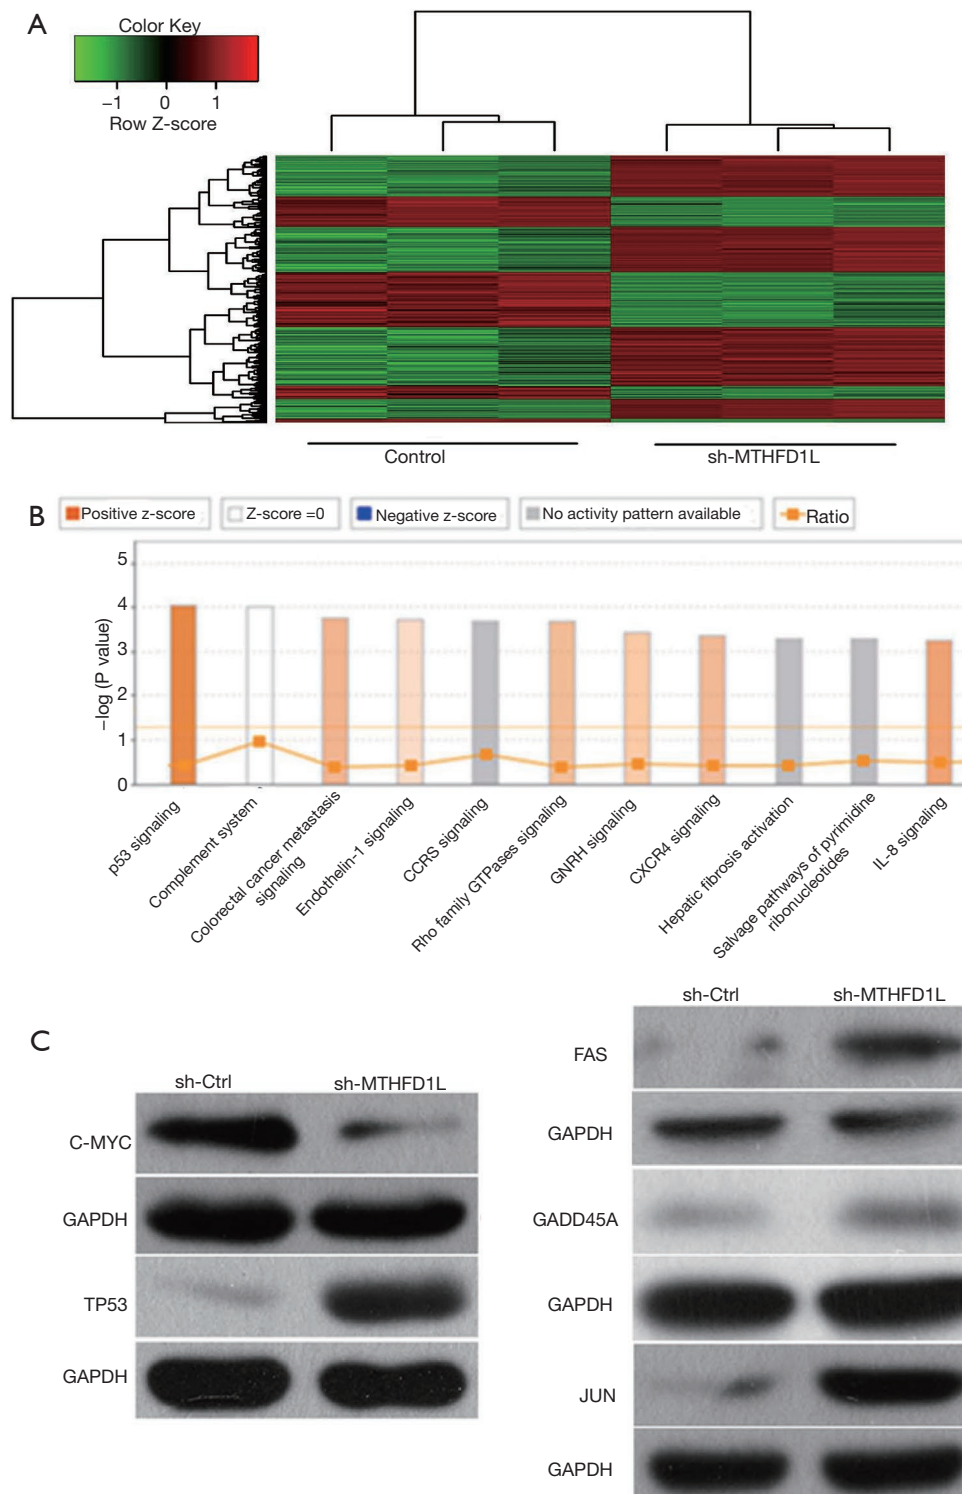 A
Color Key
−1 0 1
Row Z-score
Control sh-MTHFD1L
B
Positive z-score Z-score =0 Negative z-score No activity pattern available Ratio
5
4
3
2
1
0
−log (P value)
p53 signaling
Complement system
Colorectal cancer metastasis
signaling
Endothelin-1 signaling
CCRS signaling
Rho family GTPases signaling
GNRH signaling
CXCR4 signaling
Hepatic fibrosis activation
Salvage pathways of pyrimidine
ribonucleotides
IL-8 signaling
C
sh-Ctrl sh-MTHFD1L
C-MYC
GAPDH
TP53
GAPDH
sh-Ctrl sh-MTHFD1L
FAS
GAPDH
GADD45A
GAPDH
JUN
GAPDH